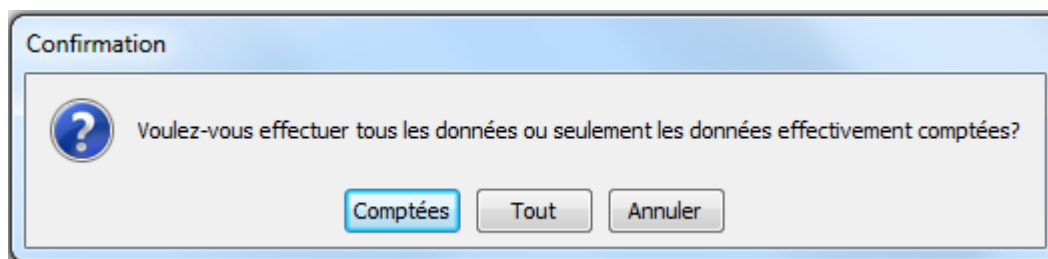 Confirmation
Voulez-vous effectuer tous les données ou seulement les données effectivement comptées?
Comptées Tout Annuler